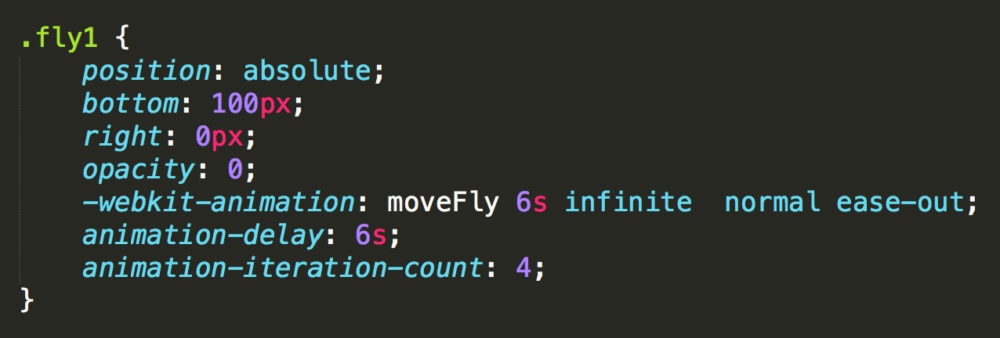 .fly1 {
    position: absolute;
    bottom: 100px;
    right: 0px;
    opacity: 0;
    -webkit-animation: moveFly 6s infinite  normal ease-out;
    animation-delay: 6s;
    animation-iteration-count: 4;
}